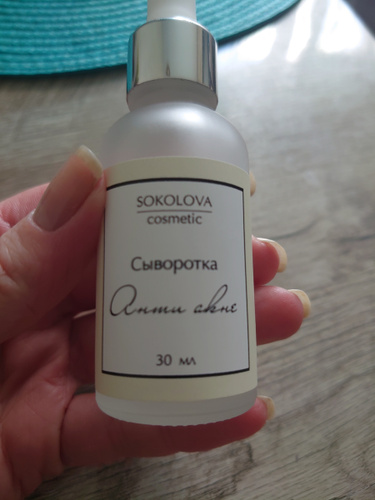 SOKOLOVA
cosmetic
Сыворотка
Анти акне
30 мл